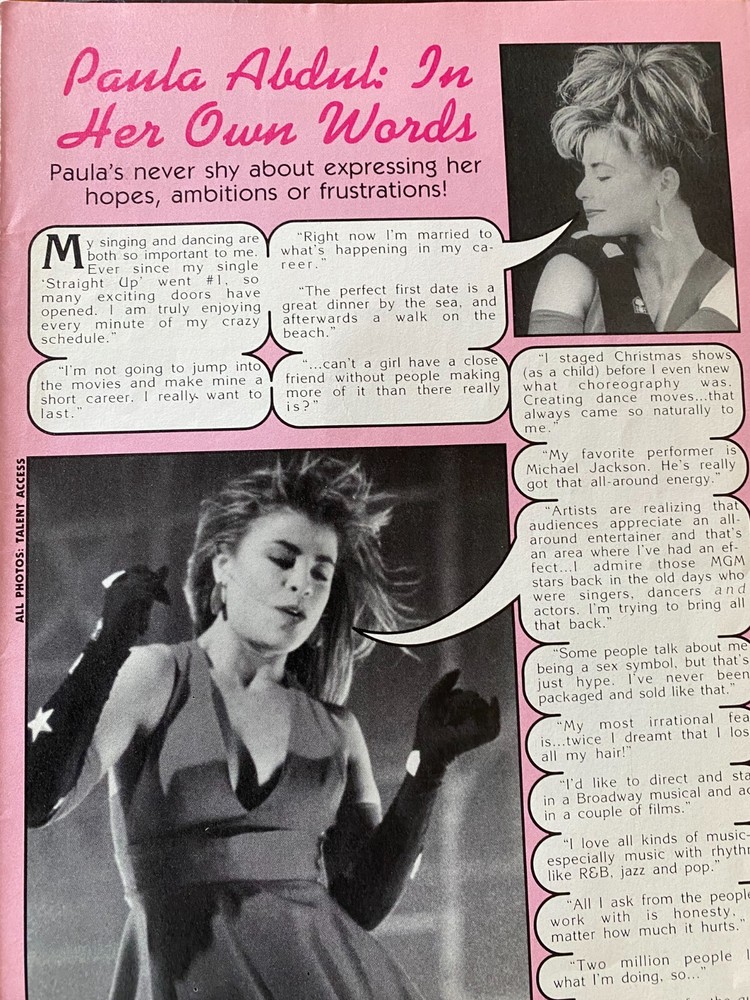 Paula Abdul: In
Her Own Words
Paula's never shy about expressing her
hopes, ambitions or frustrations!
My singing and dancing are
both so important to me.
Ever since my single
'Straight Up' went #1, so
many exciting doors have
opened. I am truly enjoying
every minute of my crazy
schedule."
"I'm not going to jump into
the movies and make mine a
short career. I really want to
last."
"Right now I'm married to
what's happening in my ca-
reer."
"The perfect first date is a
great dinner by the sea, and
afterwards a walk on the
beach."
"...can't a girl have a close
friend without people making
more of it than there really
is?"
"I staged Christmas shows
(as a child) before I even knew
what choreography was.
Creating dance moves...that
always came so naturally to
me."
"My favorite performer is
Michael Jackson. He's really
got that all-around energy."
"Artists are realizing that
audiences appreciate an all-
around entertainer and that's
an area where I've had an ef-
fect...I admire those MGM
stars back in the old days who
were singers, dancers and
actors. I'm trying to bring all
that back."
"Some people talk about me
being a sex symbol, but that's
just hype. I've never been
packaged and sold like that."
"My most irrational fea
is...twice I dreamt that I los
all my hair!"
"I'd like to direct and sta
in a Broadway musical and ac
in a couple of films."
"I love all kinds of music-
especially music with rhyth
like R&B, jazz and pop."
"All I ask from the people
work with is honesty,
matter how much it hurts."
"Two million people l
what I'm doing, so..."
ALL PHOTOS: TALENT ACCESS